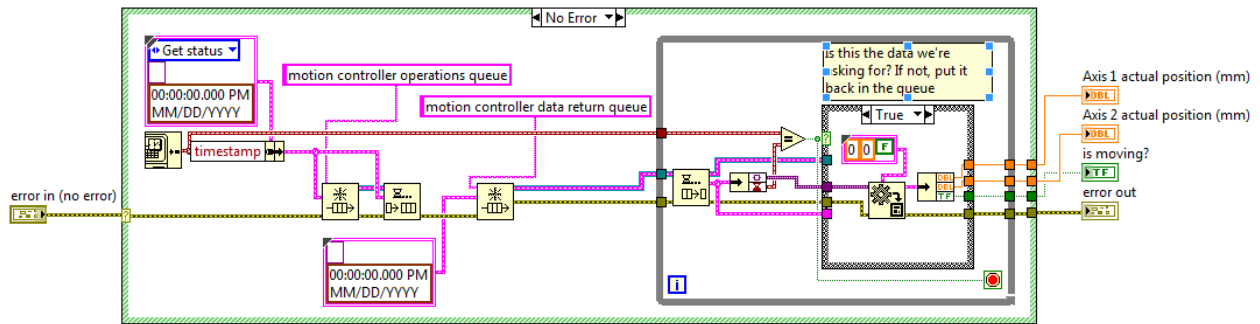 No Error
Get status
00:00:00.000 PM
MM/DD/YYYY
motion controller operations queue
motion controller data return queue
timestamp
error in (no error)
?
00:00:00.000 PM
MM/DD/YYYY
is this the data we're
asking for? If not, put it
back in the queue
True
=
?
0 0 F
DBL
DBL
TF
i
Axis 1 actual position (mm)
DBL
Axis 2 actual position (mm)
DBL
is moving?
TF
error out